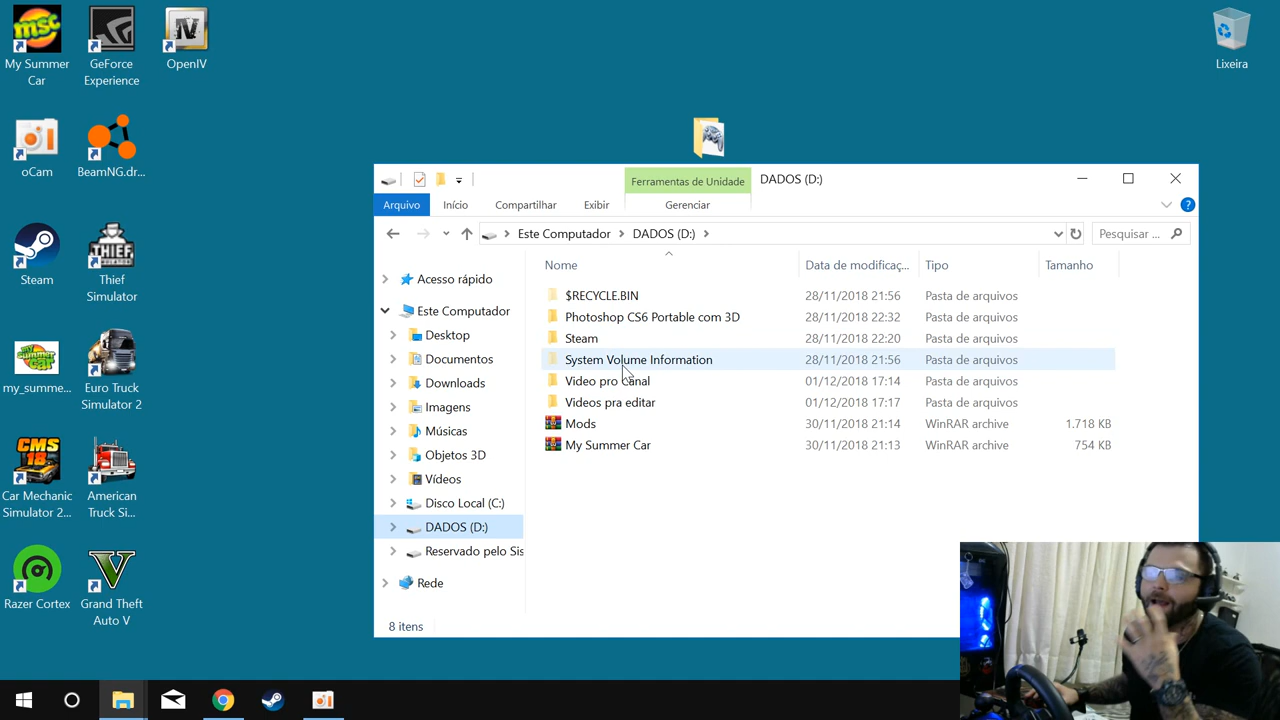 My Summer
Car
GeForce
Experience
OpenIV
Lixeira
oCam
BeamNG.dr...
Steam
Thief
Simulator
my_summe...
Euro Truck
Simulator 2
Car Mechanic
Simulator 2...
American
Truck Si...
Razer Cortex
Grand Theft
Auto V
Ferramentas de Unidade
DADOS (D:)
Arquivo
Início
Compartilhar
Exibir
Gerenciar
Este Computador
DADOS (D:)
Pesquisar ...
Acesso rápido
Este Computador
Desktop
Documentos
Downloads
Imagens
Músicas
Objetos 3D
Vídeos
Disco Local (C:)
DADOS (D:)
Reservado pelo Sis
Rede
Nome Data de modificaç... Tipo Tamanho
$RECYCLE.BIN 28/11/2018 21:56 Pasta de arquivos
Photoshop CS6 Portable com 3D 28/11/2018 22:32 Pasta de arquivos
Steam 28/11/2018 22:20 Pasta de arquivos
System Volume Information 28/11/2018 21:56 Pasta de arquivos
Video pro Canal 01/12/2018 17:14 Pasta de arquivos
Videos pra editar 01/12/2018 17:17 Pasta de arquivos
Mods 30/11/2018 21:14 WinRAR archive 1.718 KB
My Summer Car 30/11/2018 21:13 WinRAR archive 754 KB
8 itens